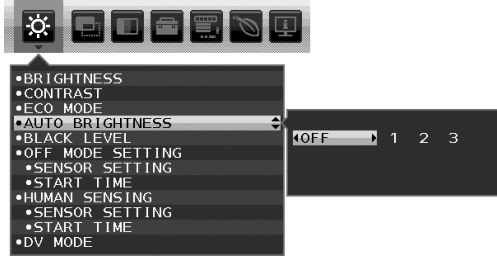 •BRIGHTNESS
•CONTRAST
•ECO MODE
•AUTO BRIGHTNESS
OFF 1 2 3
•BLACK LEVEL
•OFF MODE SETTING
•SENSOR SETTING
•START TIME
•HUMAN SENSING
•SENSOR SETTING
•START TIME
•DV MODE